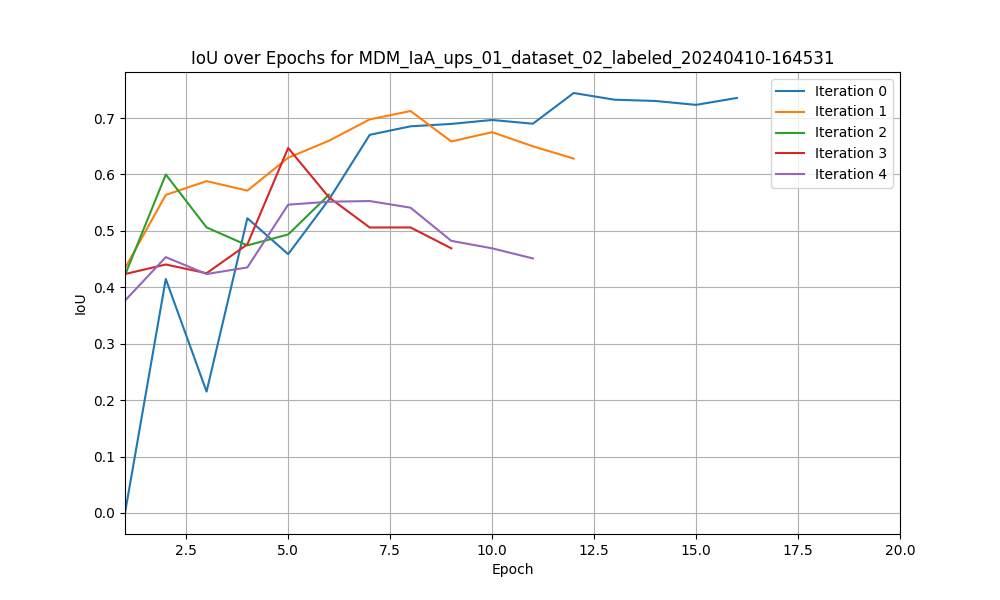 IoU over Epochs for MDM_IaA_ups_01_dataset_02_labeled_20240410-164531
Iteration 0
Iteration 1
Iteration 2
Iteration 3
Iteration 4
IoU
0.7
0.6
0.5
0.4
0.3
0.2
0.1
0.0
2.5 5.0 7.5 10.0 12.5 15.0 17.5 20.0
Epoch